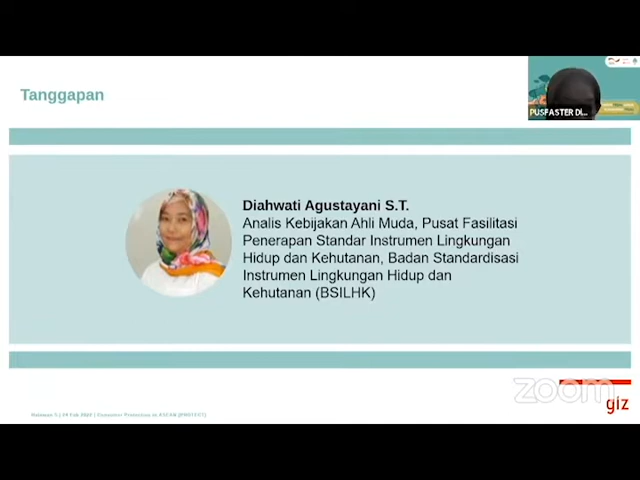 Tanggapan
PUSFASTER Di...
Diahwati Agustayani S.T.
Analis Kebijakan Ahli Muda, Pusat Fasilitasi
Penerapan Standar Instrumen Lingkungan
Hidup dan Kehutanan, Badan Standardisasi
Instrumen Lingkungan Hidup dan
Kehutanan (BSILHK)
zoom
giz